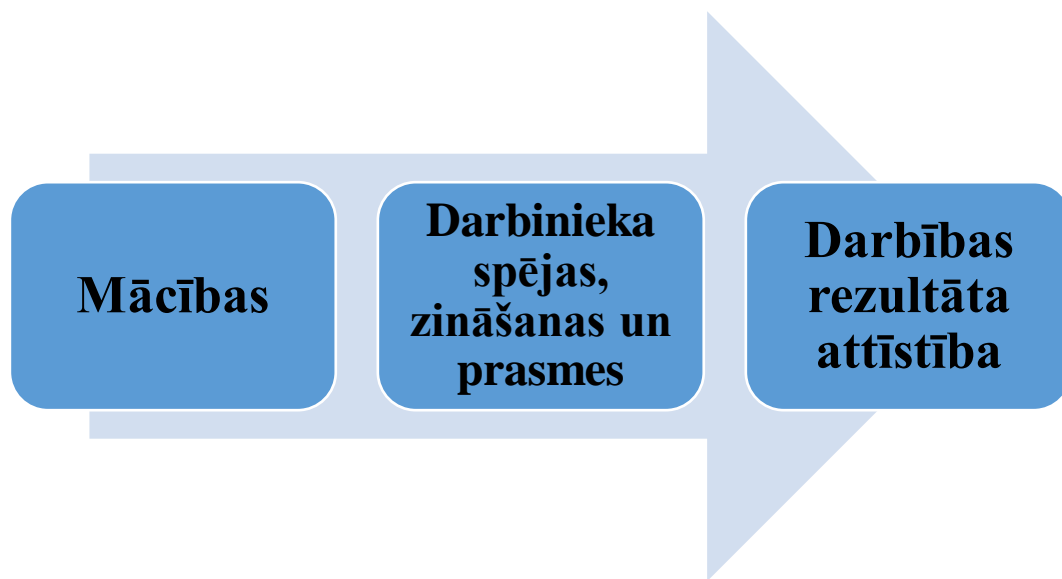 Mācības
Darbinieka
spējas,
zināšanas un
prasmes
Darbības
rezultāta
attīstība